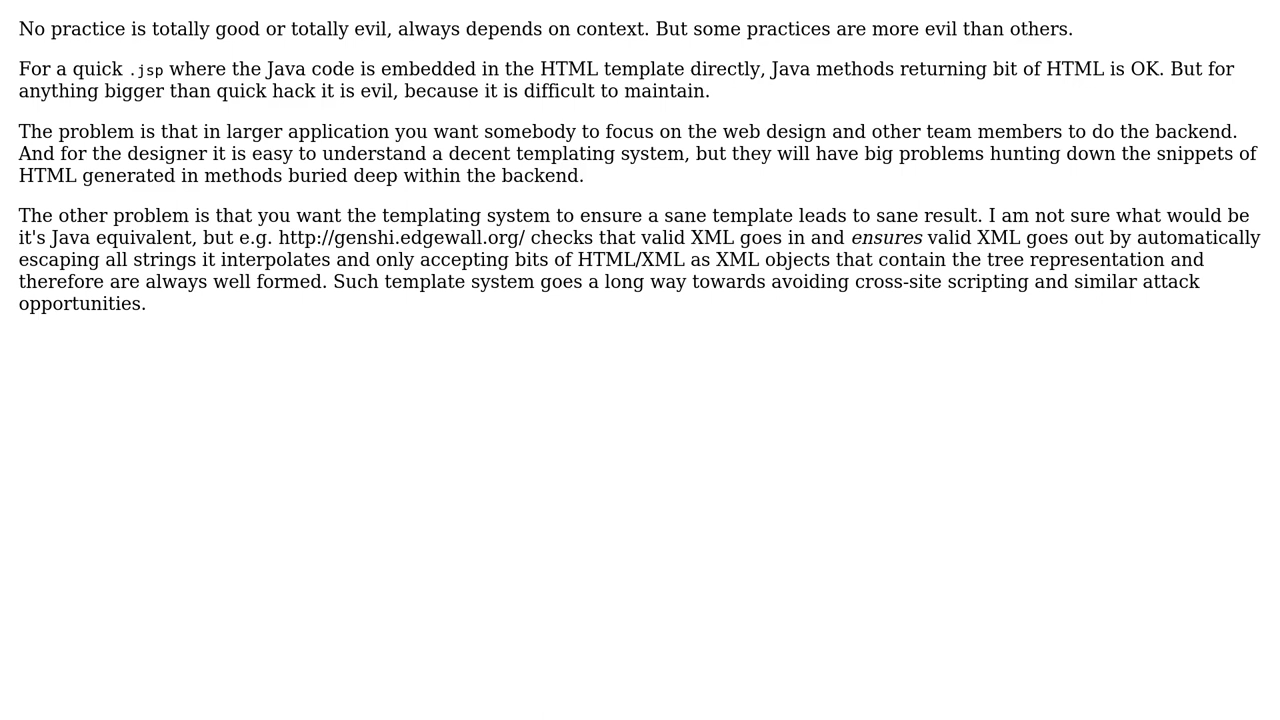 No practice is totally good or totally evil, always depends on context. But some practices are more evil than others.
For a quick .jsp where the Java code is embedded in the HTML template directly, Java methods returning bit of HTML is OK. But for
anything bigger than quick hack it is evil, because it is difficult to maintain.
The problem is that in larger application you want somebody to focus on the web design and other team members to do the backend.
And for the designer it is easy to understand a decent templating system, but they will have big problems hunting down the snippets of
HTML generated in methods buried deep within the backend.
The other problem is that you want the templating system to ensure a sane template leads to sane result. I am not sure what would be
it's Java equivalent, but e.g. http://genshi.edgewall.org/ checks that valid XML goes in and ensures valid XML goes out by automatically
escaping all strings it interpolates and only accepting bits of HTML/XML as XML objects that contain the tree representation and
therefore are always well formed. Such template system goes a long way towards avoiding cross-site scripting and similar attack
opportunities.